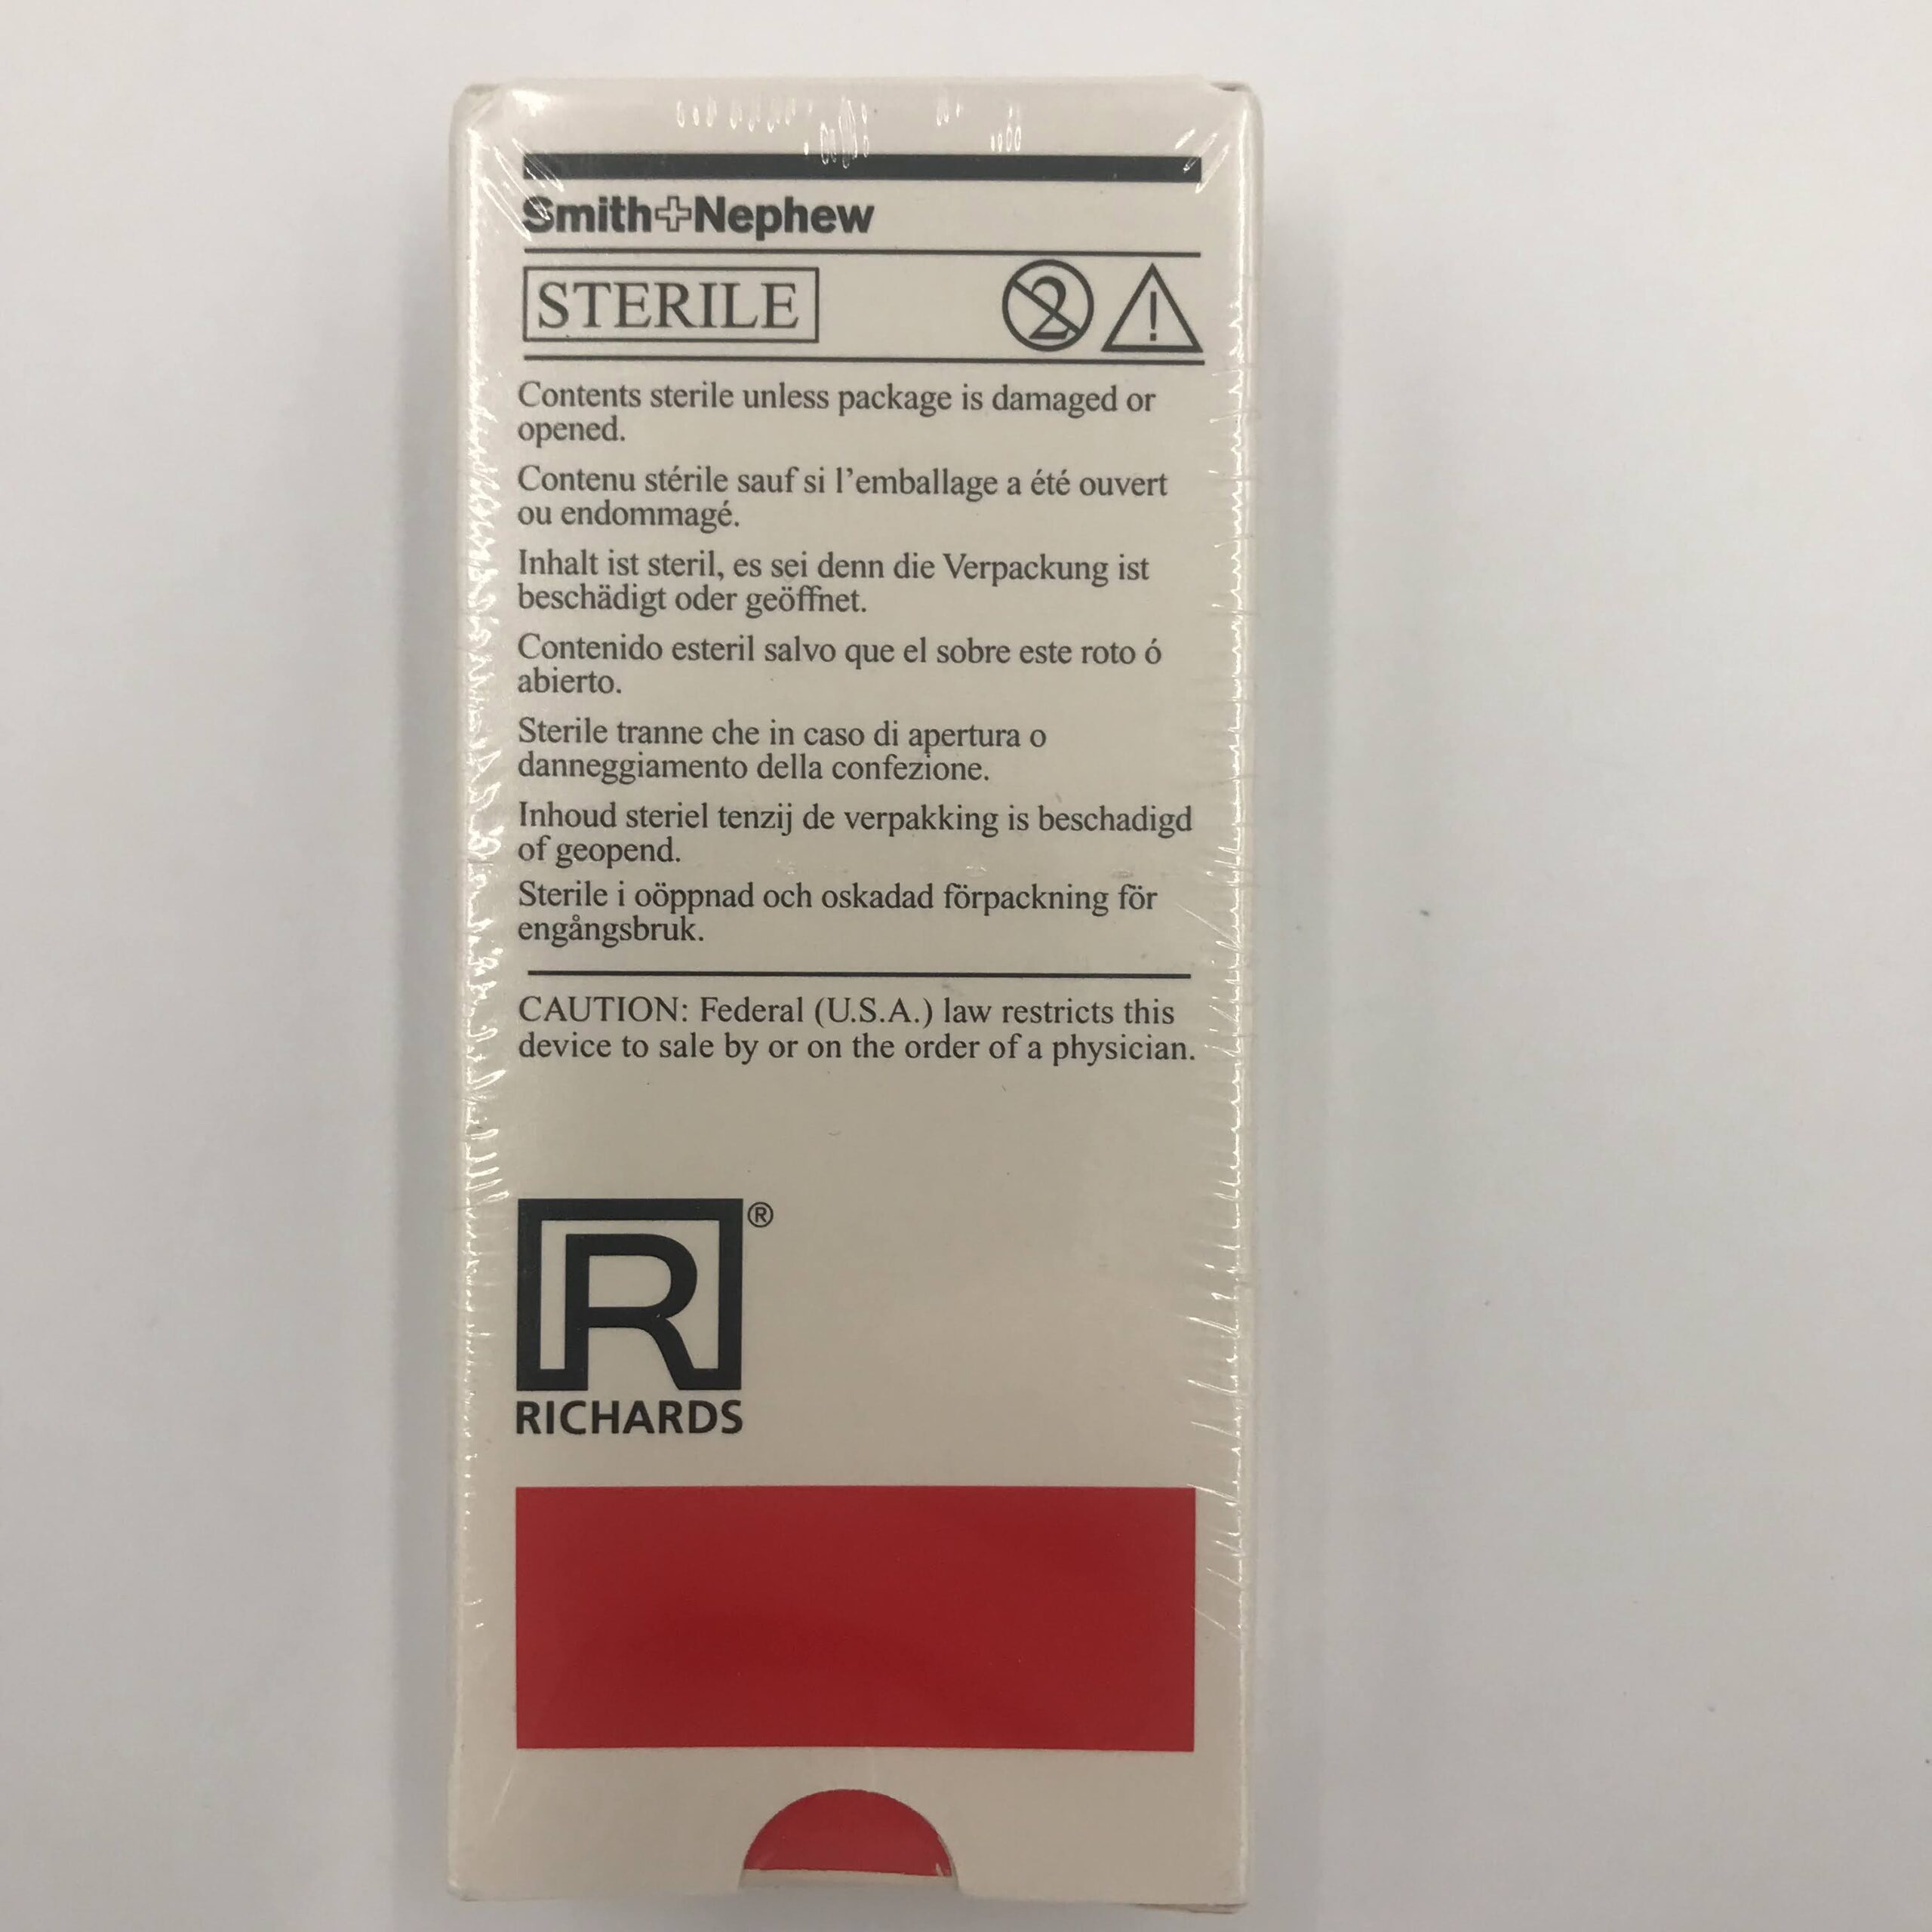 Smith+Nephew
STERILE
2 !
Contents sterile unless package is damaged or
opened.
Contenu stérile sauf si l'emballage a été ouvert
ou endommagé.
Inhalt ist steril, es sei denn die Verpackung ist
beschädigt oder geöffnet.
Contenido esteril salvo que el sobre este roto ó
abierto.
Sterile tranne che in caso di apertura o
danneggiamento della confezione.
Inhoud steriel tenzij de verpakking is beschadigd
of geopend.
Sterile i oöppnad och oskadad förpackning för
engångsbruk.
CAUTION: Federal (U.S.A.) law restricts this
device to sale by or on the order of a physician.
R ®
RICHARDS